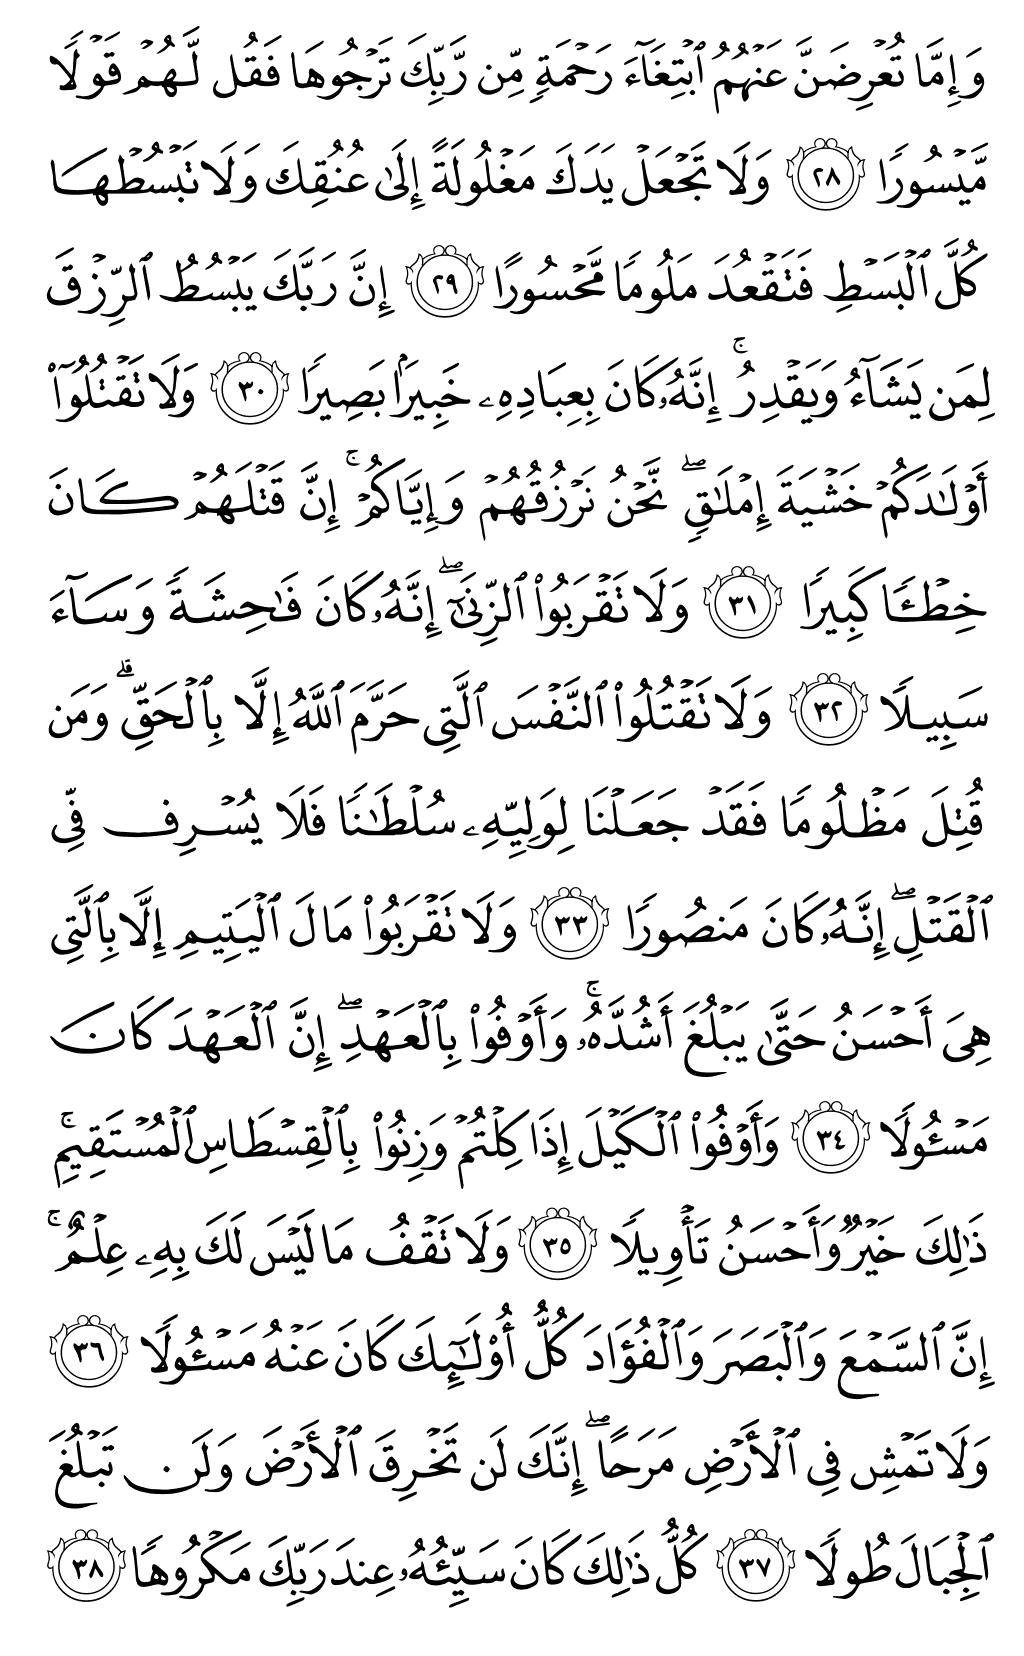 وَإِمَّا تُعۡرِضَنَّ عَنۡهُمُ ٱبۡتِغَآءَ رَحۡمَةٖ مِّن رَّبِّكَ تَرۡجُوهَا فَقُل لَّهُمۡ قَوۡلٗا
مَّيۡسُورٗا ٢٨ وَلَا تَجۡعَلۡ يَدَكَ مَغۡلُولَةً إِلَىٰ عُنُقِكَ وَلَا تَبۡسُطۡهَا
كُلَّ ٱلۡبَسۡطِ فَتَقۡعُدَ مَلُومٗا مَّحۡسُورًا ٢٩ إِنَّ رَبَّكَ يَبۡسُطُ ٱلرِّزۡقَ
لِمَن يَشَآءُ وَيَقۡدِرُۚ إِنَّهُۥ كَانَ بِعِبَادِهِۦ خَبِيرَۢا بَصِيرٗا ٣٠ وَلَا تَقۡتُلُوٓاْ
أَوۡلَٰدَكُمۡ خَشۡيَةَ إِمۡلَٰقٖۖ نَّحۡنُ نَرۡزُقُهُمۡ وَإِيَّاكُمۡۚ إِنَّ قَتۡلَهُمۡ كَانَ
خِطۡـٔٗا كَبِيرٗا ٣١ وَلَا تَقۡرَبُواْ ٱلزِّنَىٰٓۖ إِنَّهُۥ كَانَ فَٰحِشَةٗ وَسَآءَ
سَبِيلٗا ٣٢ وَلَا تَقۡتُلُواْ ٱلنَّفۡسَ ٱلَّتِي حَرَّمَ ٱللَّهُ إِلَّا بِٱلۡحَقِّۗ وَمَن
قُتِلَ مَظۡلُومٗا فَقَدۡ جَعَلۡنَا لِوَلِيِّهِۦ سُلۡطَٰنٗا فَلَا يُسۡرِف فِّي
ٱلۡقَتۡلِۖ إِنَّهُۥ كَانَ مَنصُورٗا ٣٣ وَلَا تَقۡرَبُواْ مَالَ ٱلۡيَتِيمِ إِلَّا بِٱلَّتِي
هِيَ أَحۡسَنُ حَتَّىٰ يَبۡلُغَ أَشُدَّهُۥۚ وَأَوۡفُواْ بِٱلۡعَهۡدِۖ إِنَّ ٱلۡعَهۡدَ كَانَ
مَسۡـُٔولٗا ٣٤ وَأَوۡفُواْ ٱلۡكَيۡلَ إِذَا كِلۡتُمۡ وَزِنُواْ بِٱلۡقِسۡطَاسِ ٱلۡمُسۡتَقِيمِۚ
ذَٰلِكَ خَيۡرٞ وَأَحۡسَنُ تَأۡوِيلٗا ٣٥ وَلَا تَقۡفُ مَا لَيۡسَ لَكَ بِهِۦ عِلۡمٌۚ
إِنَّ ٱلسَّمۡعَ وَٱلۡبَصَرَ وَٱلۡفُؤَادَ كُلُّ أُوْلَٰٓئِكَ كَانَ عَنۡهُ مَسۡـُٔولٗا ٣٦
وَلَا تَمۡشِ فِي ٱلۡأَرۡضِ مَرَحًاۖ إِنَّكَ لَن تَخۡرِقَ ٱلۡأَرۡضَ وَلَن تَبۡلُغَ
ٱلۡجِبَالَ طُولٗا ٣٧ كُلُّ ذَٰلِكَ كَانَ سَيِّئُهُۥ عِندَ رَبِّكَ مَكۡرُوهٗا ٣٨